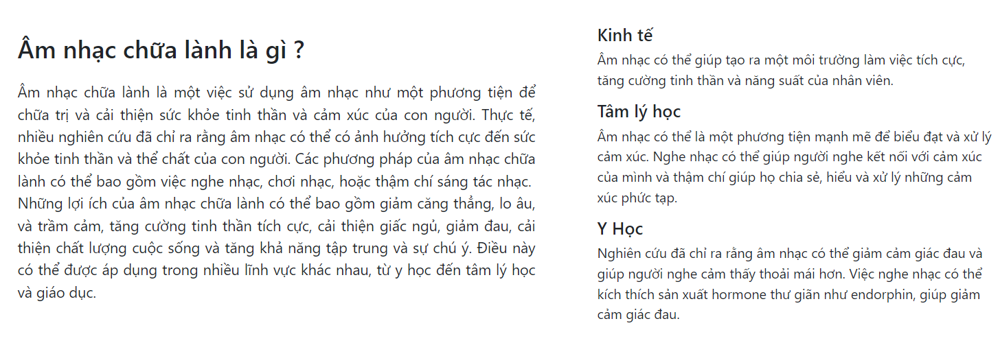 Âm nhạc chữa lành là gì ?
Âm nhạc chữa lành là một việc sử dụng âm nhạc như một phương tiện để
chữa trị và cải thiện sức khỏe tinh thần và cảm xúc của con người. Thực tế,
nhiều nghiên cứu đã chỉ ra rằng âm nhạc có thể có ảnh hưởng tích cực đến sức
khỏe tinh thần và thể chất của con người. Các phương pháp của âm nhạc chữa
lành có thể bao gồm việc nghe nhạc, chơi nhạc, hoặc thậm chí sáng tác nhạc.
Những lợi ích của âm nhạc chữa lành có thể bao gồm giảm căng thẳng, lo âu,
và trầm cảm, tăng cường tinh thần tích cực, cải thiện giấc ngủ, giảm đau, cải
thiện chất lượng cuộc sống và tăng khả năng tập trung và sự chú ý. Điều này
có thể được áp dụng trong nhiều lĩnh vực khác nhau, từ y học đến tâm lý học
và giáo dục.
Kinh tế
Âm nhạc có thể giúp tạo ra một môi trường làm việc tích cực,
tăng cường tinh thần và năng suất của nhân viên.
Tâm lý học
Âm nhạc có thể là một phương tiện mạnh mẽ để biểu đạt và xử lý
cảm xúc. Nghe nhạc có thể giúp người nghe kết nối với cảm xúc
của mình và thậm chí giúp họ chia sẻ, hiểu và xử lý những cảm
xúc phức tạp.
Y Học
Nghiên cứu đã chỉ ra rằng âm nhạc có thể giảm cảm giác đau và
giúp người nghe cảm thấy thoải mái hơn. Việc nghe nhạc có thể
kích thích sản xuất hormone thư giãn như endorphin, giúp giảm
cảm giác đau.